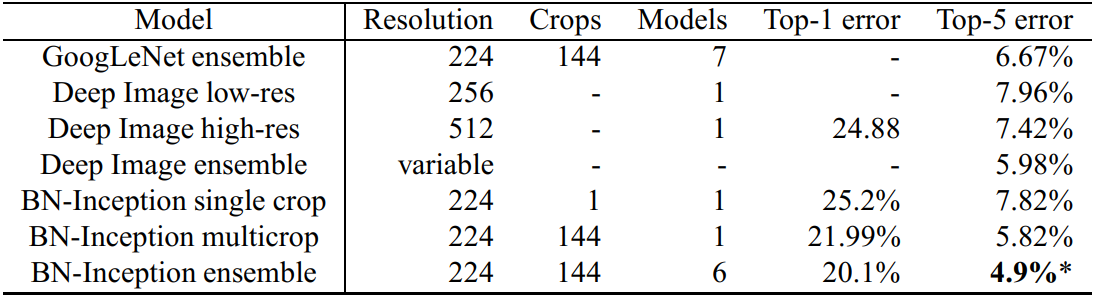 Model Resolution Crops Models Top-1 error Top-5 error
GoogLeNet ensemble 224 144 7 - 6.67%
Deep Image low-res 256 - 1 - 7.96%
Deep Image high-res 512 - 1 24.88 7.42%
Deep Image ensemble variable - - - 5.98%
BN-Inception single crop 224 1 1 25.2% 7.82%
BN-Inception multicrop 224 144 1 21.99% 5.82%
BN-Inception ensemble 224 144 6 20.1% 4.9%*